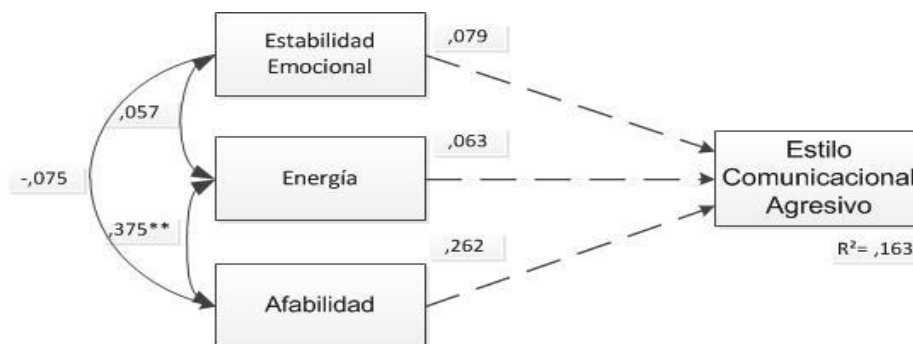 Estabilidad
Emocional
,079
,057
-,075
Energía
,063
Estilo
Comunicacional
Agresivo
R²= ,163
,375**
Afabilidad
,262